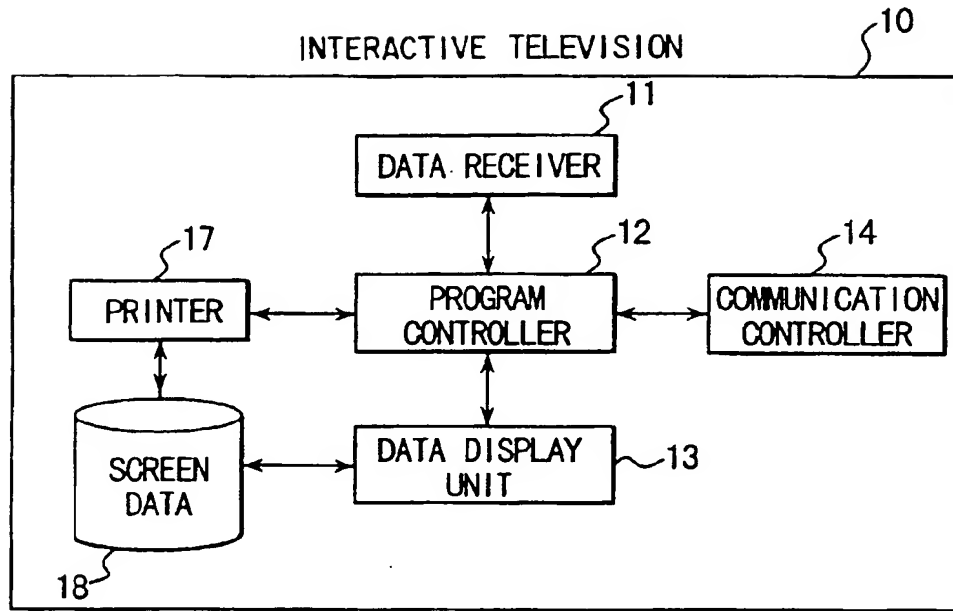 10
INTERACTIVE TELEVISION
11
DATA RECEIVER
17
12
14
PRINTER
PROGRAM
CONTROLLER
COMMUNICATION
CONTROLLER
SCREEN
DATA
DATA DISPLAY
UNIT
13
18